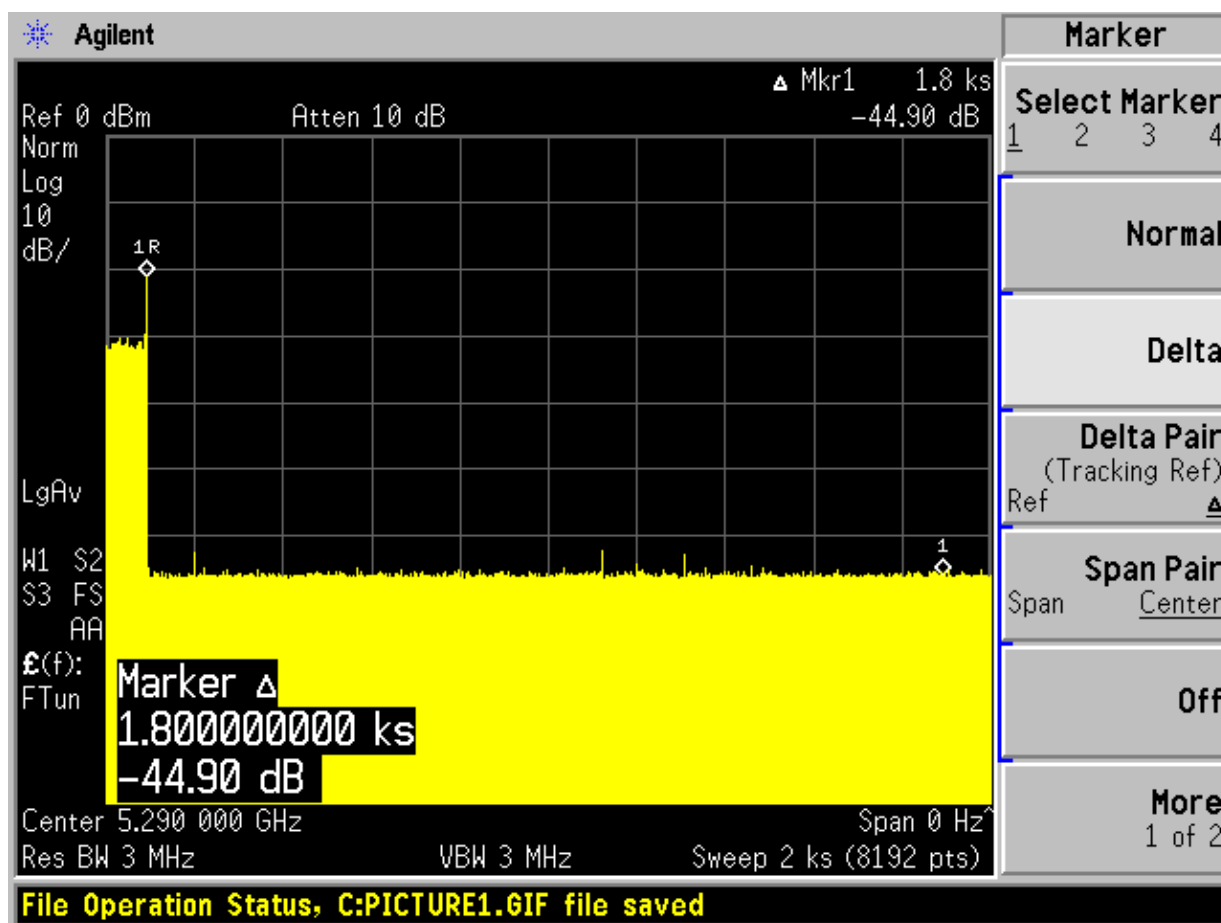 Agilent
Marker
Δ Mkr1 1.8 ks
Ref 0 dBm Atten 10 dB -44.90 dB
Norm
Log
10
dB/
1R
LgAv
1
W1 S2
S3 FS
AA
£(f):
FTun
Marker Δ
1.800000000 ks
-44.90 dB
Center 5.290 000 GHz Span 0 Hz^
Res BW 3 MHz VBW 3 MHz Sweep 2 ks (8192 pts)
File Operation Status, C:PICTURE1.GIF file saved
Select Marker
1 2 3 4
Normal
Delta
Delta Pair
(Tracking Ref)
Ref Δ
Span Pair
Span Center
Off
More
1 of 2